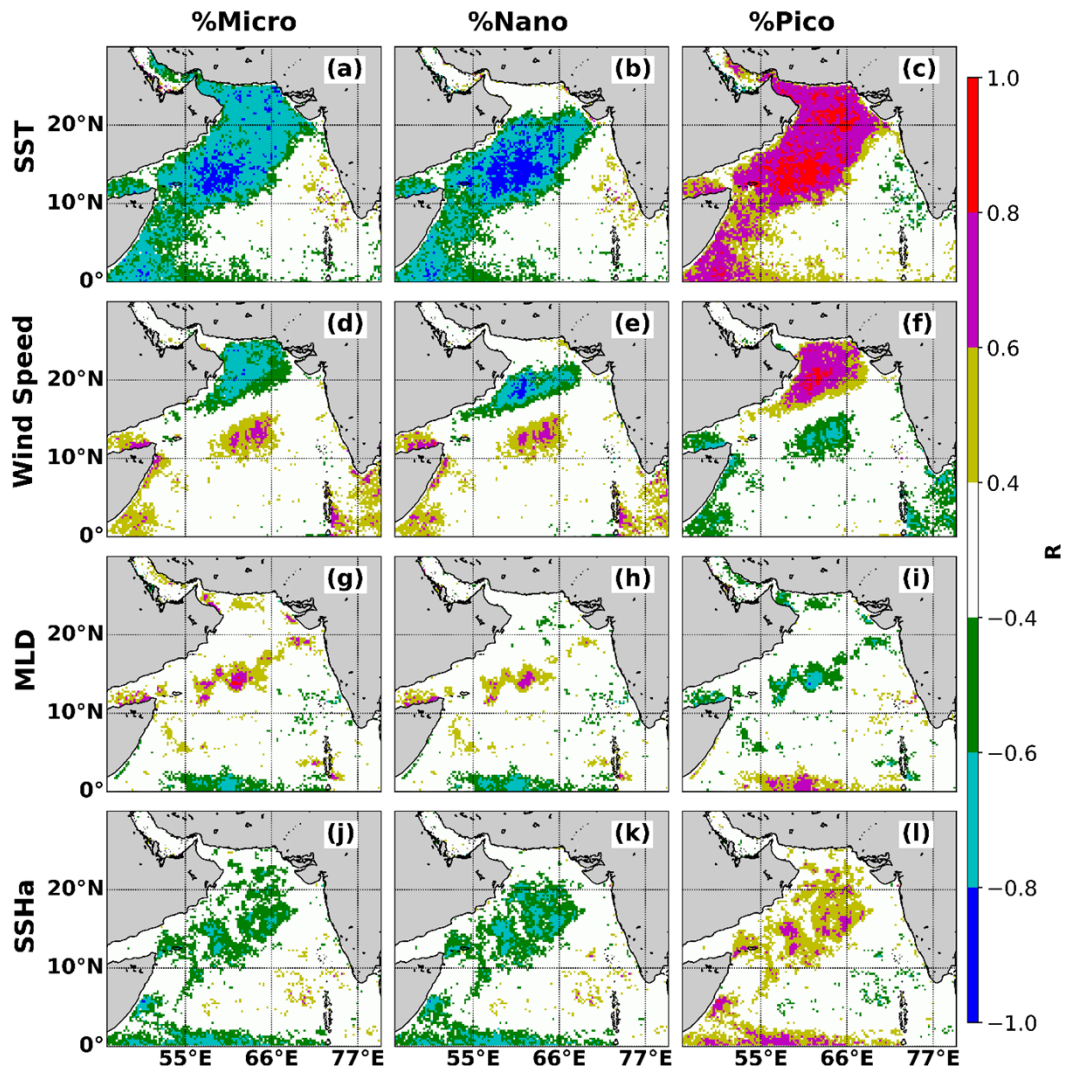 %Micro %Nano %Pico
SST
20°N
10°N
0°
(a) (b) (c)
Wind Speed
20°N
10°N
0°
(d) (e) (f)
MLD
20°N
10°N
0°
(g) (h) (i)
SSHa
20°N
10°N
0°
(j) (k) (l)
55°E 66°E 77°E 55°E 66°E 77°E 55°E 66°E 77°E
1.0
0.8
0.6
0.4
−0.4
−0.6
−0.8
−1.0
R